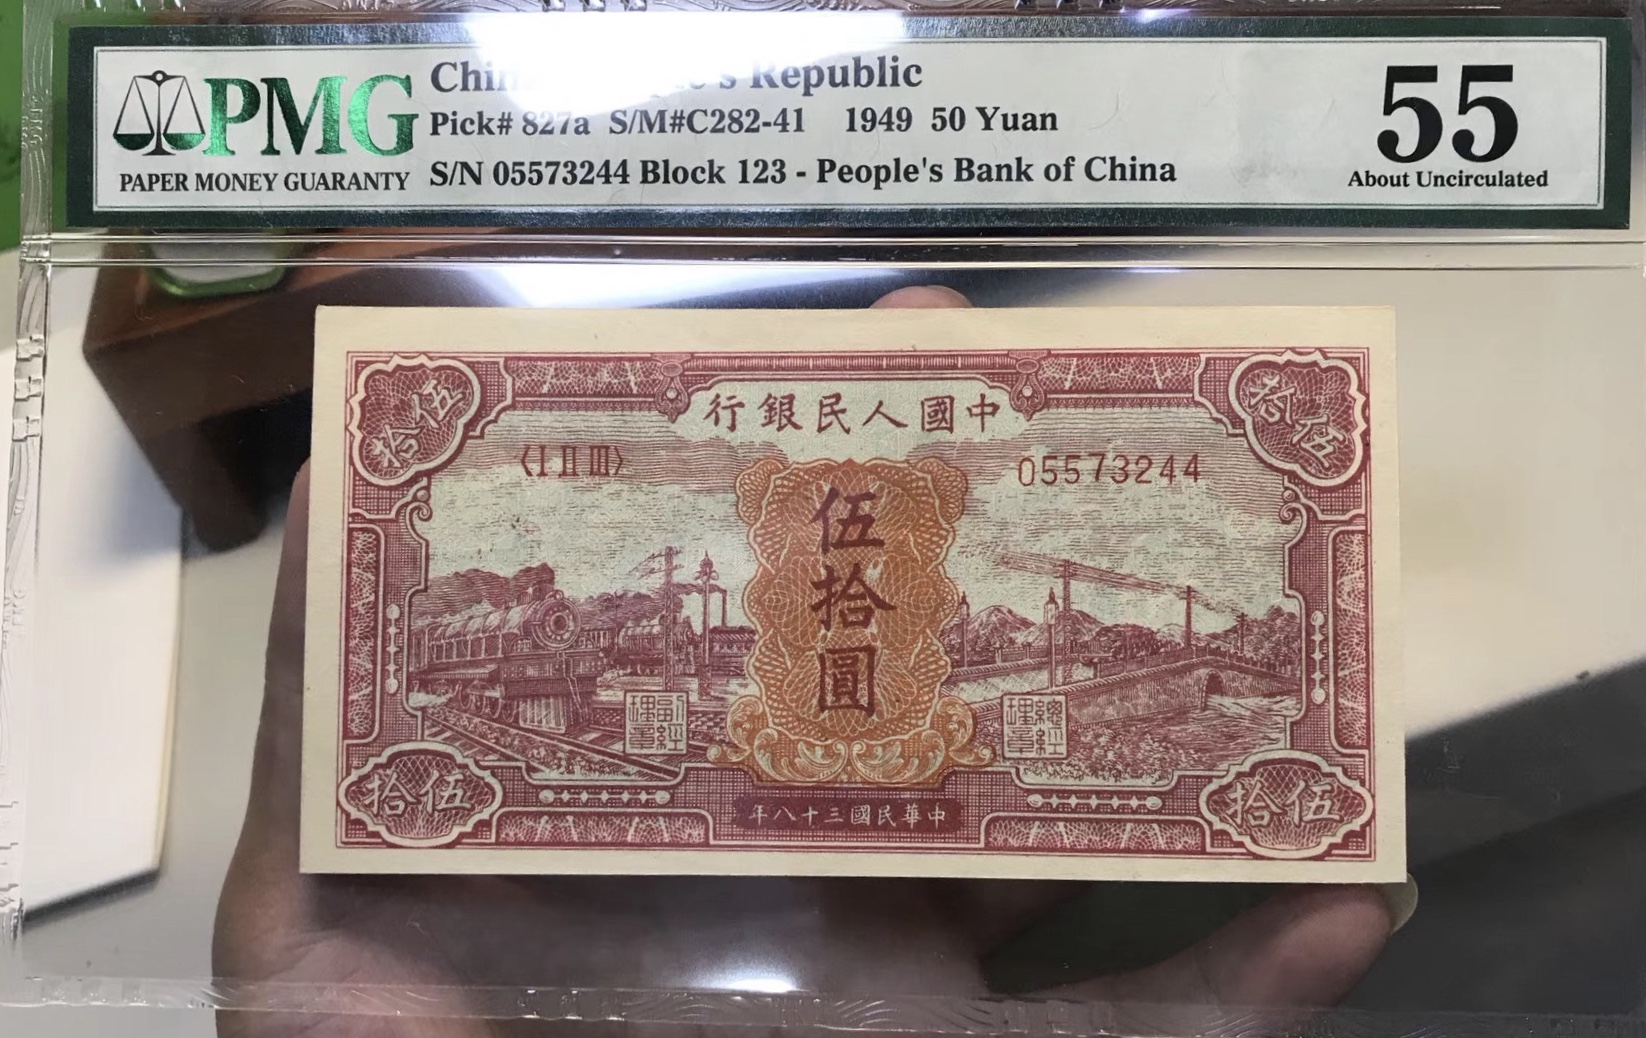 PMG
PAPER MONEY GUARANTY
Republic
Pick# 827a S/M#C282-41 1949 50 Yuan
S/N 05573244 Block 123 - People's Bank of China
55
About Uncirculated
伍拾
伍拾
中國人民銀行
〈I II III〉
05573244
伍拾圓
伍拾
伍拾
中華民國三十八年